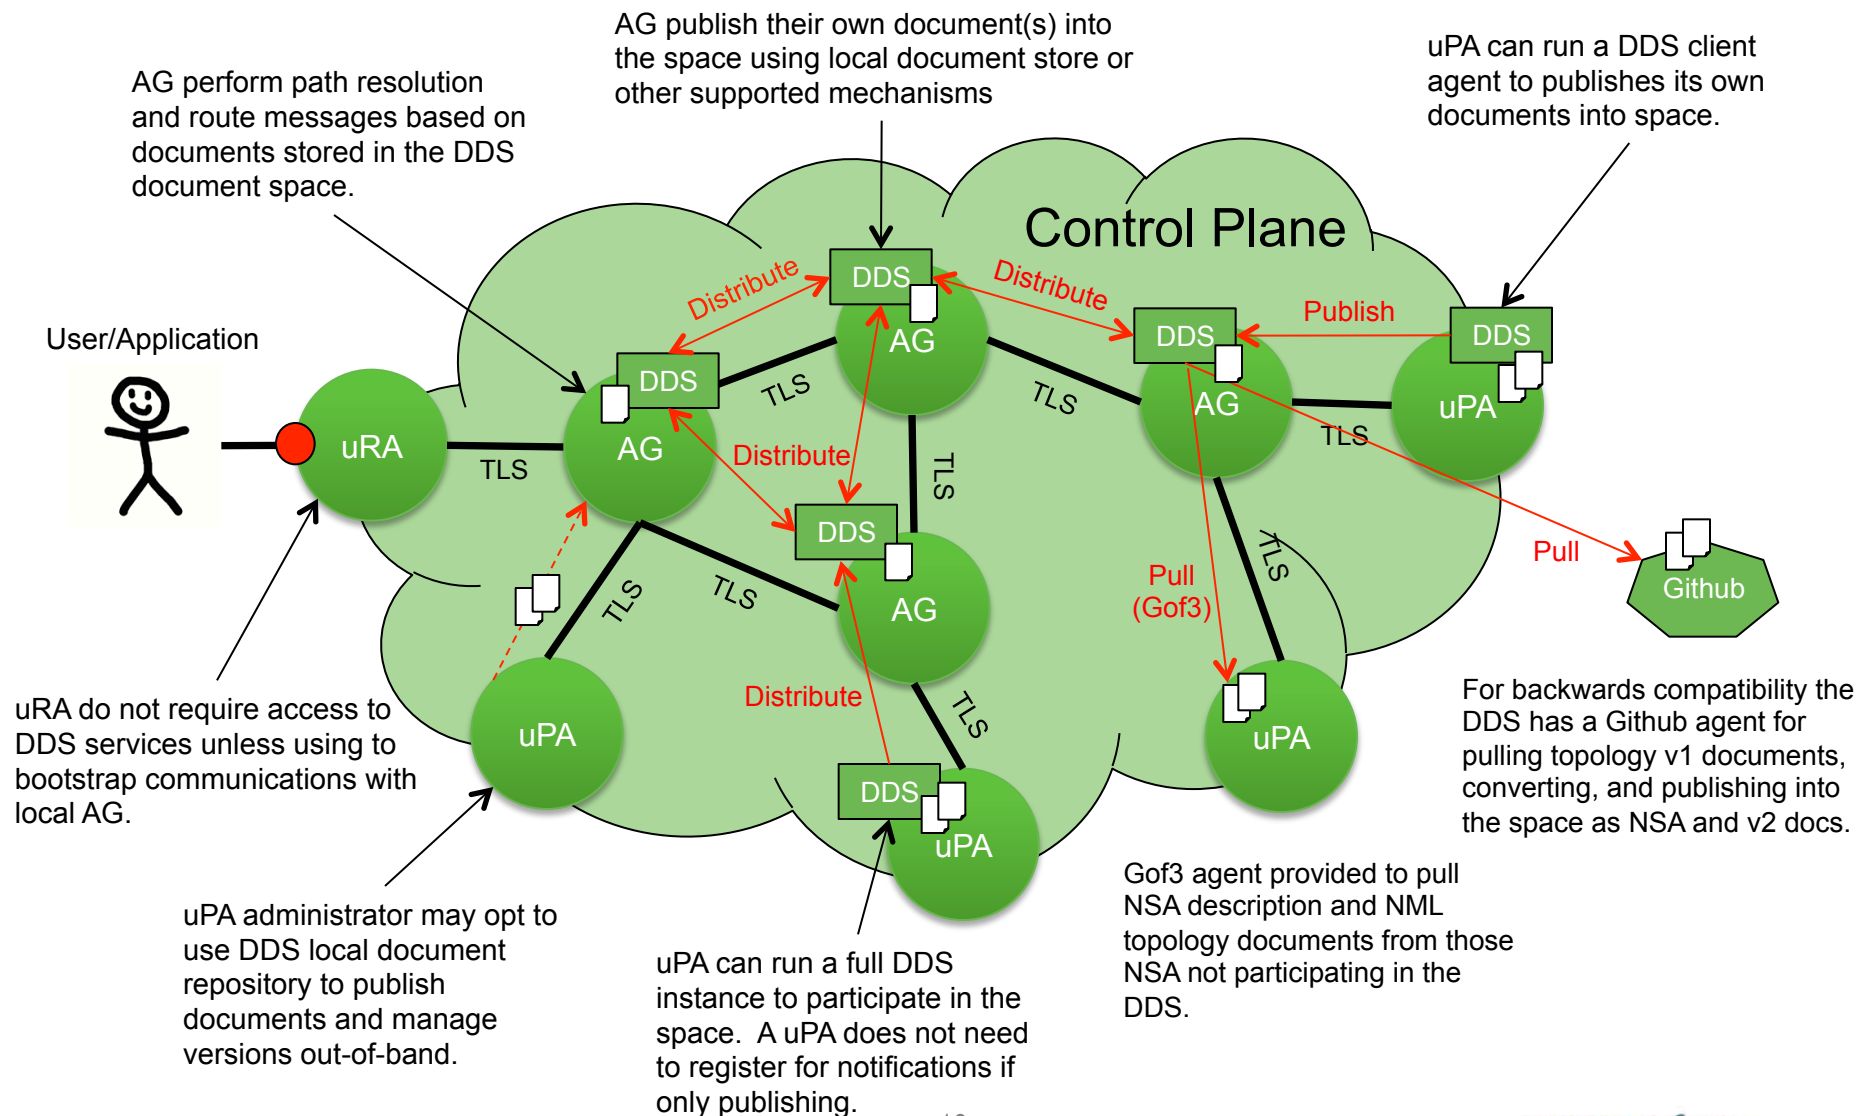 AG publish their own document(s) into
the space using local document store or
other supported mechanisms
uPA can run a DDS client
agent to publishes its own
documents into space.
AG perform path resolution
and route messages based on
documents stored in the DDS
document space.
Control Plane
User/Application
DDS
AG
DDS
AG
DDS
AG
DDS
uPA
uRA
DDS
AG
uPA
DDS
uPA
uPA
Github
Distribute
Distribute
Publish
Distribute
Distribute
Pull
(Gof3)
Pull
TLS
TLS
TLS
TLS
TLS
TLS
TLS
TLS
TLS
uRA do not require access to
DDS services unless using to
bootstrap communications with
local AG.
For backwards compatibility the
DDS has a Github agent for
pulling topology v1 documents,
converting, and publishing into
the space as NSA and v2 docs.
uPA administrator may opt to
use DDS local document
repository to publish
documents and manage
versions out-of-band.
uPA can run a full DDS
instance to participate in the
space.  A uPA does not need
to register for notifications if
only publishing.
Gof3 agent provided to pull
NSA description and NML
topology documents from those
NSA not participating in the
DDS.